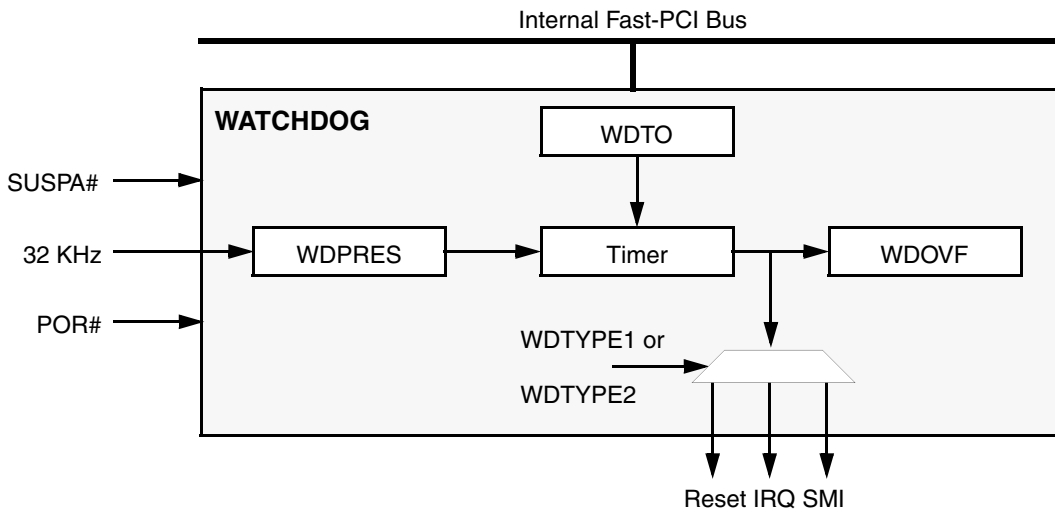 Internal Fast-PCI Bus
WATCHDOG
WDTO
SUSPA#
32 KHz
WDPRES
Timer
WDOVF
POR#
WDTYPE1 or
WDTYPE2
Reset IRQ SMI